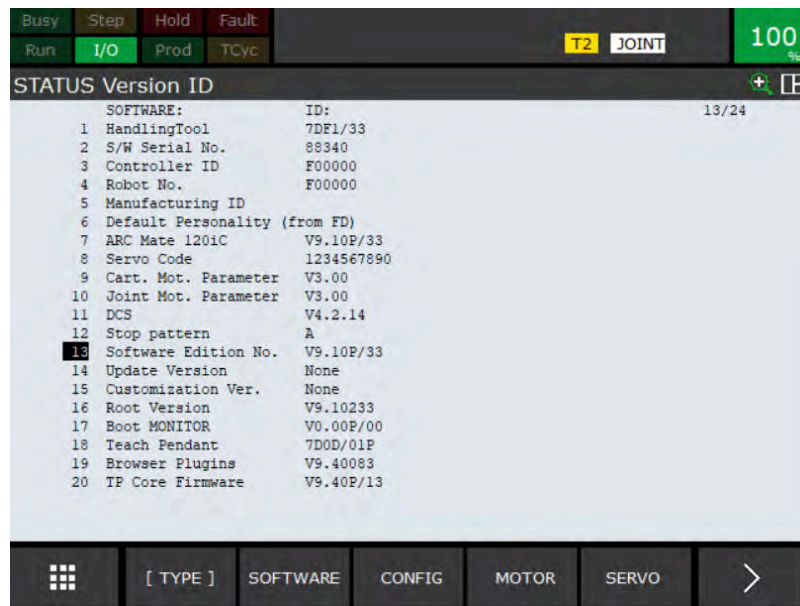 Busy Step Hold Fault
Run I/O Prod TCyc
T2 JOINT
100
%
STATUS Version ID
SOFTWARE: ID: 13/24
1 HandlingTool 7DF1/33
2 S/W Serial No. 88340
3 Controller ID F00000
4 Robot No. F00000
5 Manufacturing ID
6 Default Personality (from FD)
7 ARC Mate 120iC V9.10P/33
8 Servo Code 1234567890
9 Cart. Mot. Parameter V3.00
10 Joint Mot. Parameter V3.00
11 DCS V4.2.14
12 Stop pattern A
13 Software Edition No. V9.10P/33
14 Update Version None
15 Customization Ver. None
16 Root Version V9.10233
17 Boot MONITOR V0.00P/00
18 Teach Pendant 7D0D/01P
19 Browser Plugins V9.40083
20 TP Core Firmware V9.40P/13
[ TYPE ] SOFTWARE CONFIG MOTOR SERVO